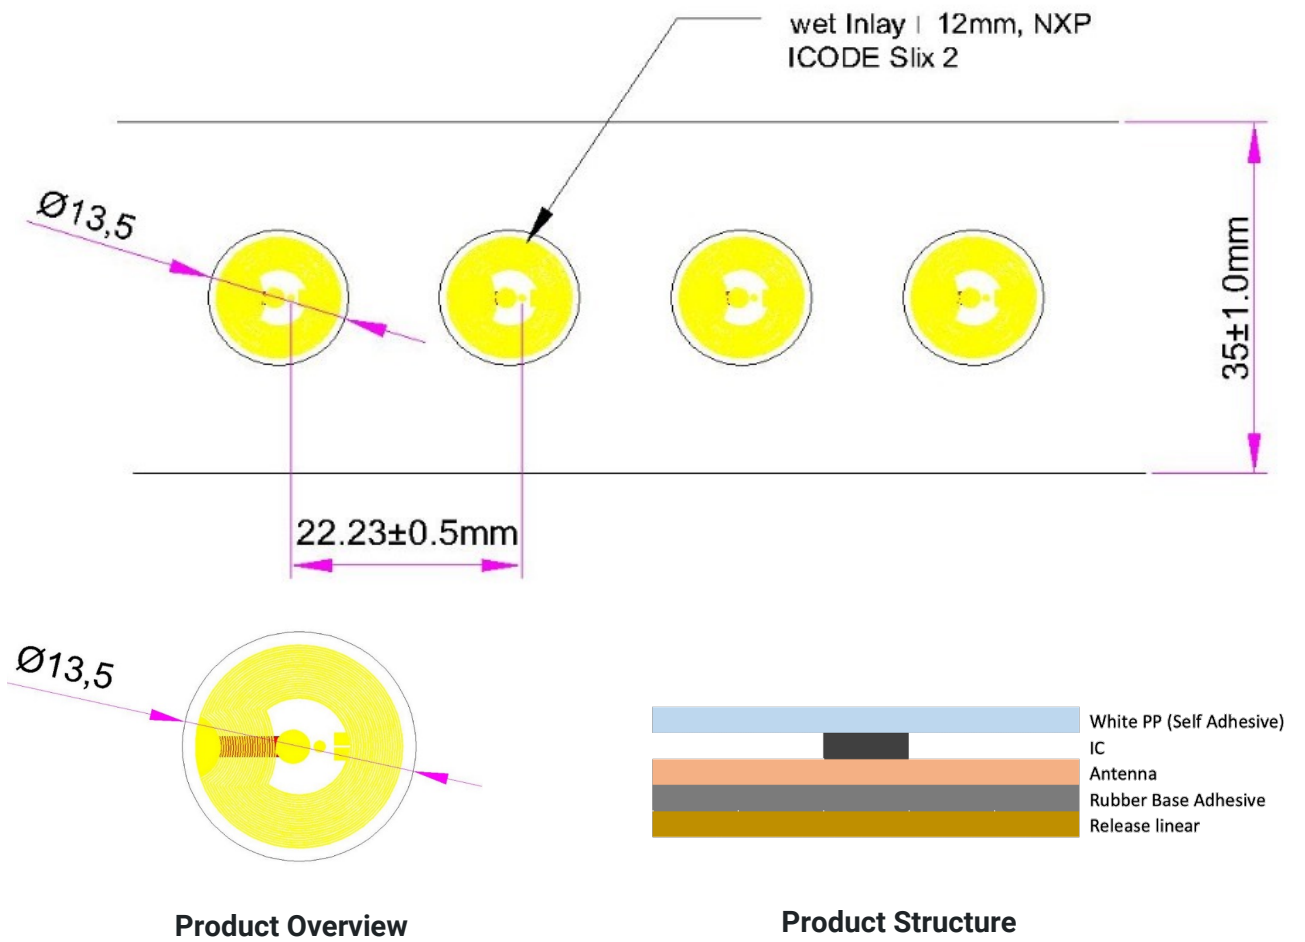 wet Inlay | 12mm, NXP
ICODE Slix 2
Ø13,5
35±1.0mm
22.23±0.5mm
Ø13,5
White PP (Self Adhesive)
IC
Antenna
Rubber Base Adhesive
Release linear
Product Overview
Product Structure